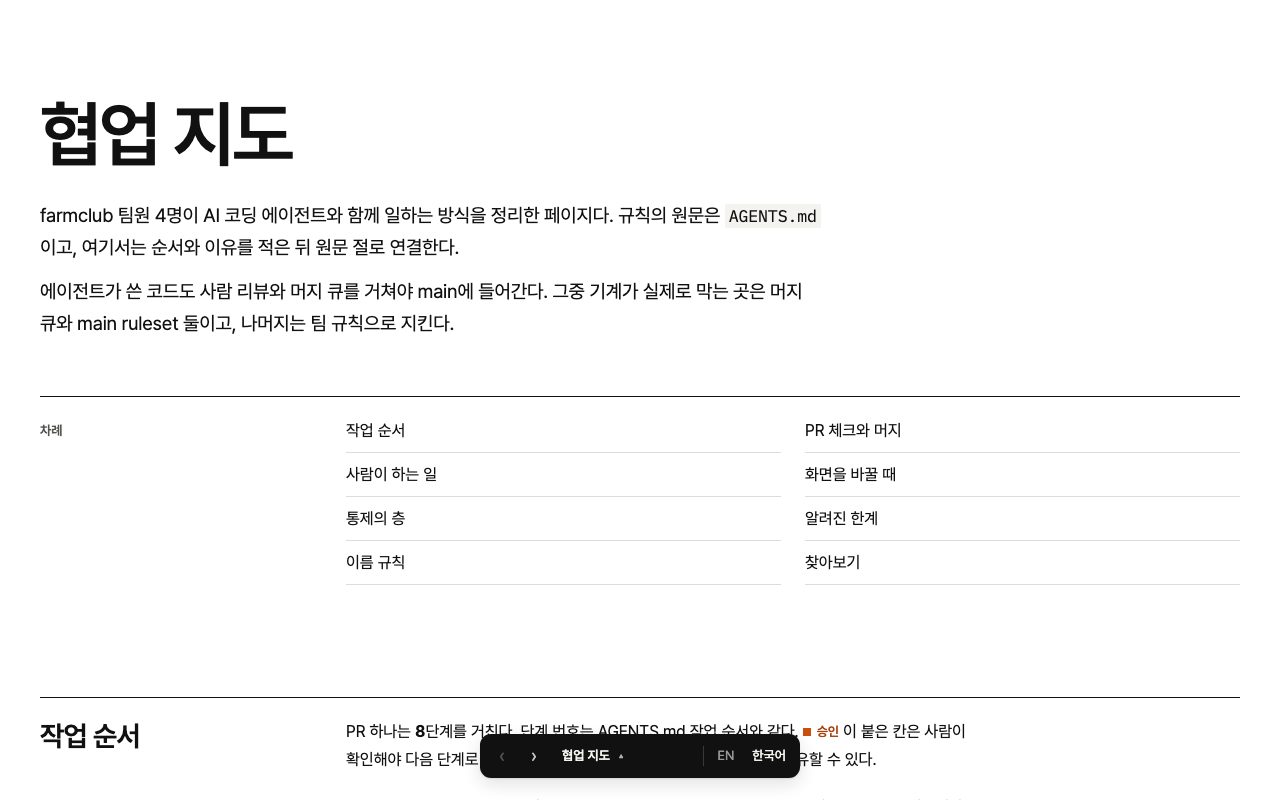 협업 지도
farmclub 팀원 4명이 AI 코딩 에이전트와 함께 일하는 방식을 정리한 페이지다. 규칙의 원문은 AGENTS.md
이고, 여기서는 순서와 이유를 적은 뒤 원문 절로 연결한다.
에이전트가 쓴 코드도 사람 리뷰와 머지 큐를 거쳐야 main에 들어간다. 그중 기계가 실제로 막는 곳은 머지
큐와 main ruleset 둘이고, 나머지는 팀 규칙으로 지킨다.
차례
작업 순서
PR 체크와 머지
사람이 하는 일
화면을 바꿀 때
통제의 층
알려진 한계
이름 규칙
찾아보기
작업 순서
PR 하나는 8단계를 거친다. 단계 번호는 AGENTS.md 작업 순서와 같다. ■ 승인 이 붙은 칸은 사람이
확인해야 다음 단계로 유할 수 있다.
‹ › 협업 지도 ▴ EN 한국어